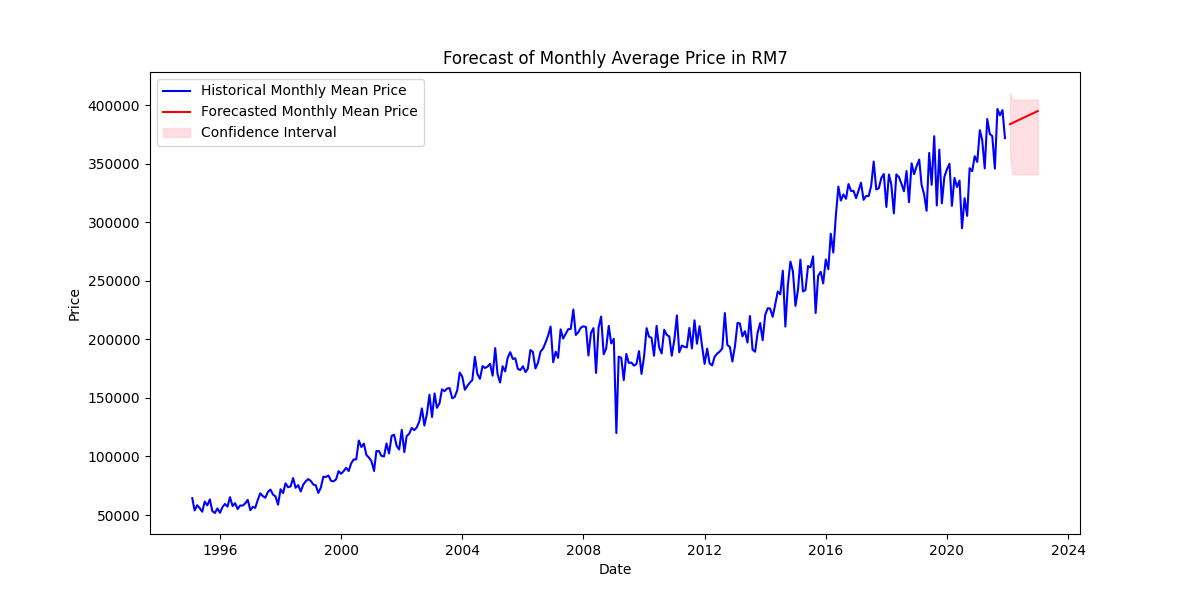 Forecast of Monthly Average Price in RM7
Historical Monthly Mean Price
Forecasted Monthly Mean Price
Confidence Interval
400000
350000
300000
250000
200000
150000
100000
50000
Price
1996 2000 2004 2008 2012 2016 2020 2024
Date